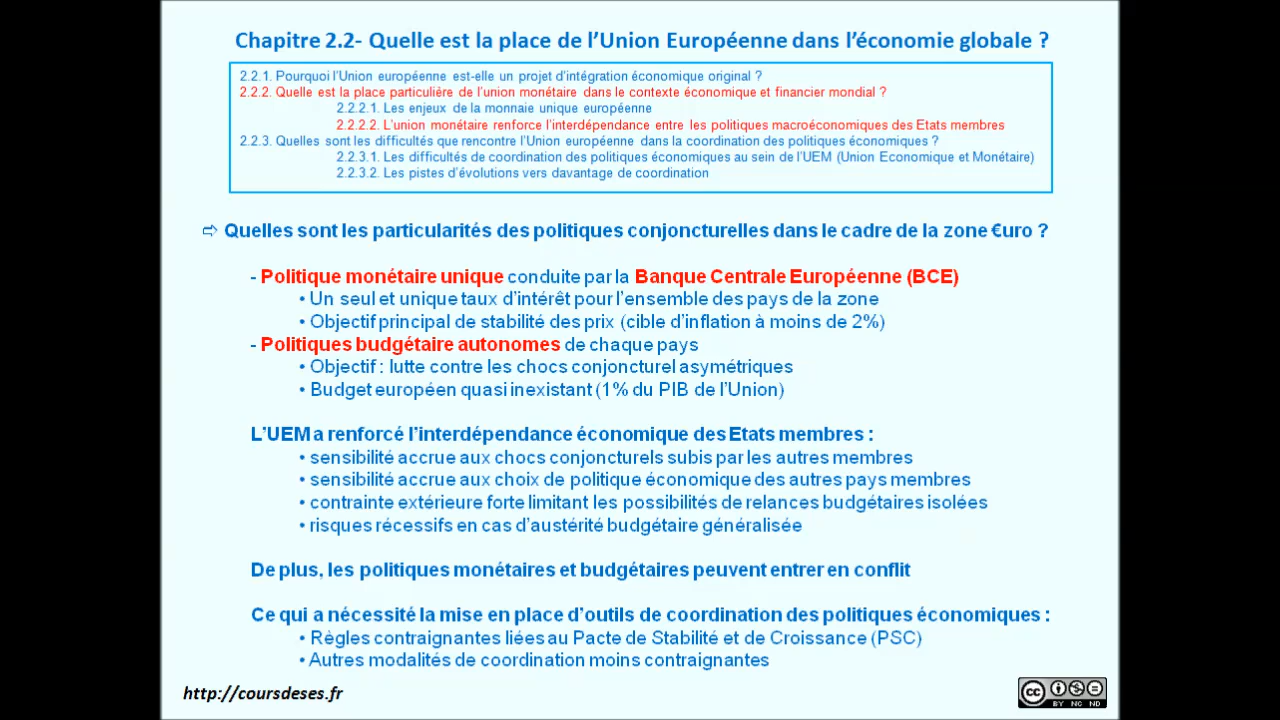 Chapitre 2.2- Quelle est la place de l’Union Européenne dans l’économie globale ?
2.2.1. Pourquoi l’Union européenne est-elle un projet d’intégration économique original ?
2.2.2. Quelle est la place particulière de l’union monétaire dans le contexte économique et financier mondial ?
2.2.2.1. Les enjeux de la monnaie unique européenne
2.2.2.2. L’union monétaire renforce l’interdépendance entre les politiques macroéconomiques des Etats membres
2.2.3. Quelles sont les difficultés que rencontre l’Union européenne dans la coordination des politiques économiques ?
2.2.3.1. Les difficultés de coordination des politiques économiques au sein de l’UEM (Union Economique et Monétaire)
2.2.3.2. Les pistes d’évolutions vers davantage de coordination
⇨ Quelles sont les particularités des politiques conjoncturelles dans le cadre de la zone €uro ?
- Politique monétaire unique conduite par la Banque Centrale Européenne (BCE)
• Un seul et unique taux d’intérêt pour l’ensemble des pays de la zone
• Objectif principal de stabilité des prix (cible d’inflation à moins de 2%)
- Politiques budgétaire autonomes de chaque pays
• Objectif : lutte contre les chocs conjoncturel asymétriques
• Budget européen quasi inexistant (1% du PIB de l’Union)
L’UEM a renforcé l’interdépendance économique des Etats membres :
• sensibilité accrue aux chocs conjoncturels subis par les autres membres
• sensibilité accrue aux choix de politique économique des autres pays membres
• contrainte extérieure forte limitant les possibilités de relances budgétaires isolées
• risques récessifs en cas d’austérité budgétaire généralisée
De plus, les politiques monétaires et budgétaires peuvent entrer en conflit
Ce qui a nécessité la mise en place d’outils de coordination des politiques économiques :
• Règles contraignantes liées au Pacte de Stabilité et de Croissance (PSC)
• Autres modalités de coordination moins contraignantes
http://coursdeses.fr
cc
BY NC ND